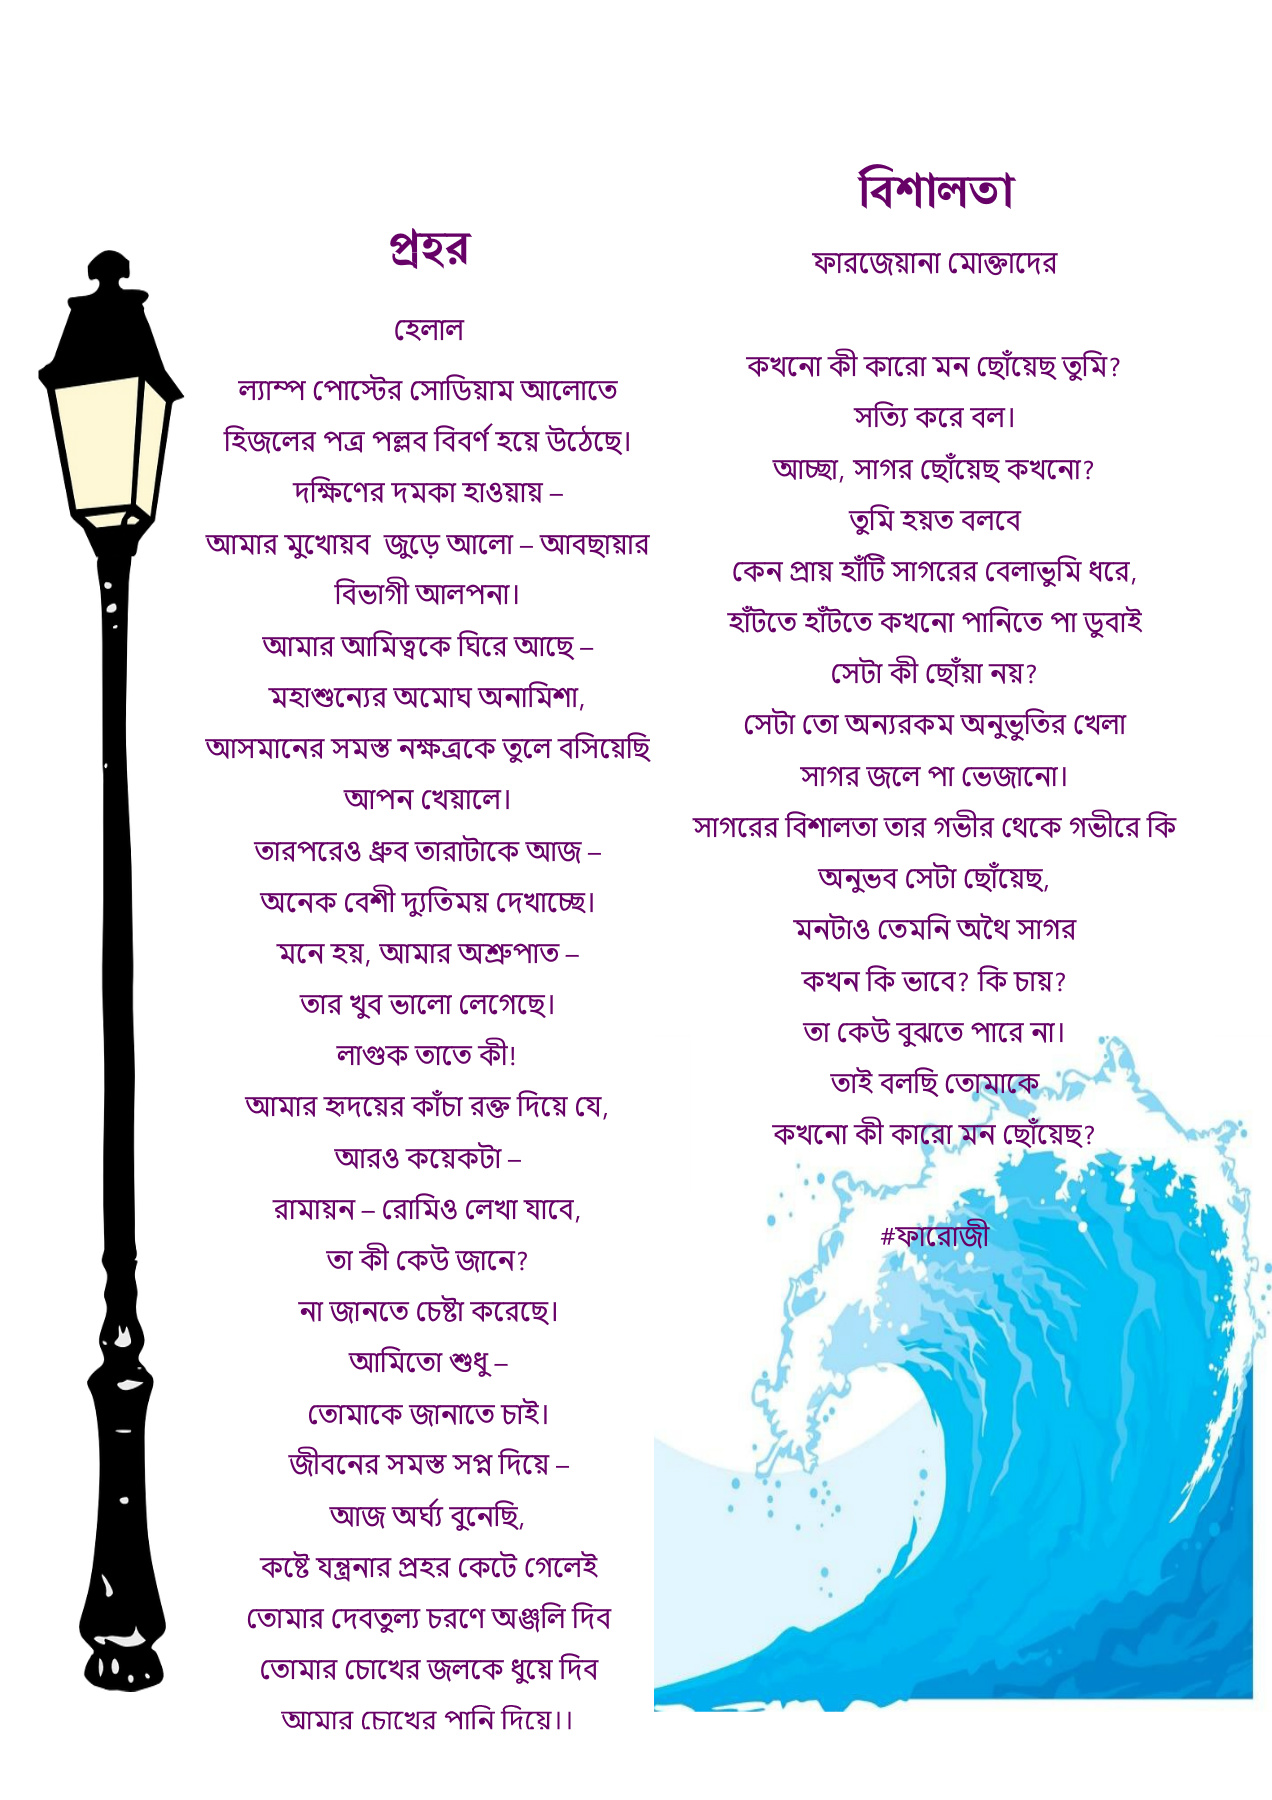 প্রহর
হেলাল
ল্যাম্প পোস্টের সোডিয়াম আলোতে
হিজলের পত্র পল্লব বিবর্ণ হয়ে উঠেছে।
দক্ষিণের দমকা হাওয়ায় –
আমার মুখোয়ব  জুড়ে আলো – আবছায়ার
বিভাগী আলপনা।
আমার আমিত্বকে ঘিরে আছে –
মহাশুন্যের অমোঘ অনামিশা,
আসমানের সমস্ত নক্ষত্রকে তুলে বসিয়েছি
আপন খেয়ালে।
তারপরেও ধ্রুব তারাটাকে আজ –
অনেক বেশী দ্যুতিময় দেখাচ্ছে।
মনে হয়, আমার অশ্রুপাত –
তার খুব ভালো লেগেছে।
লাগুক তাতে কী!
আমার হৃদয়ের কাঁচা রক্ত দিয়ে যে,
আরও কয়েকটা –
রামায়ন – রোমিও লেখা যাবে,
তা কী কেউ জানে?
না জানতে চেষ্টা করেছে।
আমিতো শুধু –
তোমাকে জানাতে চাই।
জীবনের সমস্ত সপ্ন দিয়ে –
আজ অর্ঘ্য বুনেছি,
কষ্টে যন্ত্রনার প্রহর কেটে গেলেই
তোমার দেবতুল্য চরণে অঞ্জলি দিব
তোমার চোখের জলকে ধুয়ে দিব
আমার চোখের পানি দিয়ে।।
বিশালতা
ফারজেয়ানা মোক্তাদের
কখনো কী কারো মন ছোঁয়েছ তুমি?
সত্যি করে বল।
আচ্ছা, সাগর ছোঁয়েছ কখনো?
তুমি হয়ত বলবে
কেন প্রায় হাঁটি সাগরের বেলাভুমি ধরে,
হাঁটতে হাঁটতে কখনো পানিতে পা ডুবাই
সেটা কী ছোঁয়া নয়?
সেটা তো অন্যরকম অনুভুতির খেলা
সাগর জলে পা ভেজানো।
সাগরের বিশালতা তার গভীর থেকে গভীরে কি
অনুভব সেটা ছোঁয়েছ,
মনটাও তেমনি অথৈ সাগর
কখন কি ভাবে? কি চায়?
তা কেউ বুঝতে পারে না।
তাই বলছি তোমাকে
কখনো কী কারো মন ছোঁয়েছ?
#ফারোজী